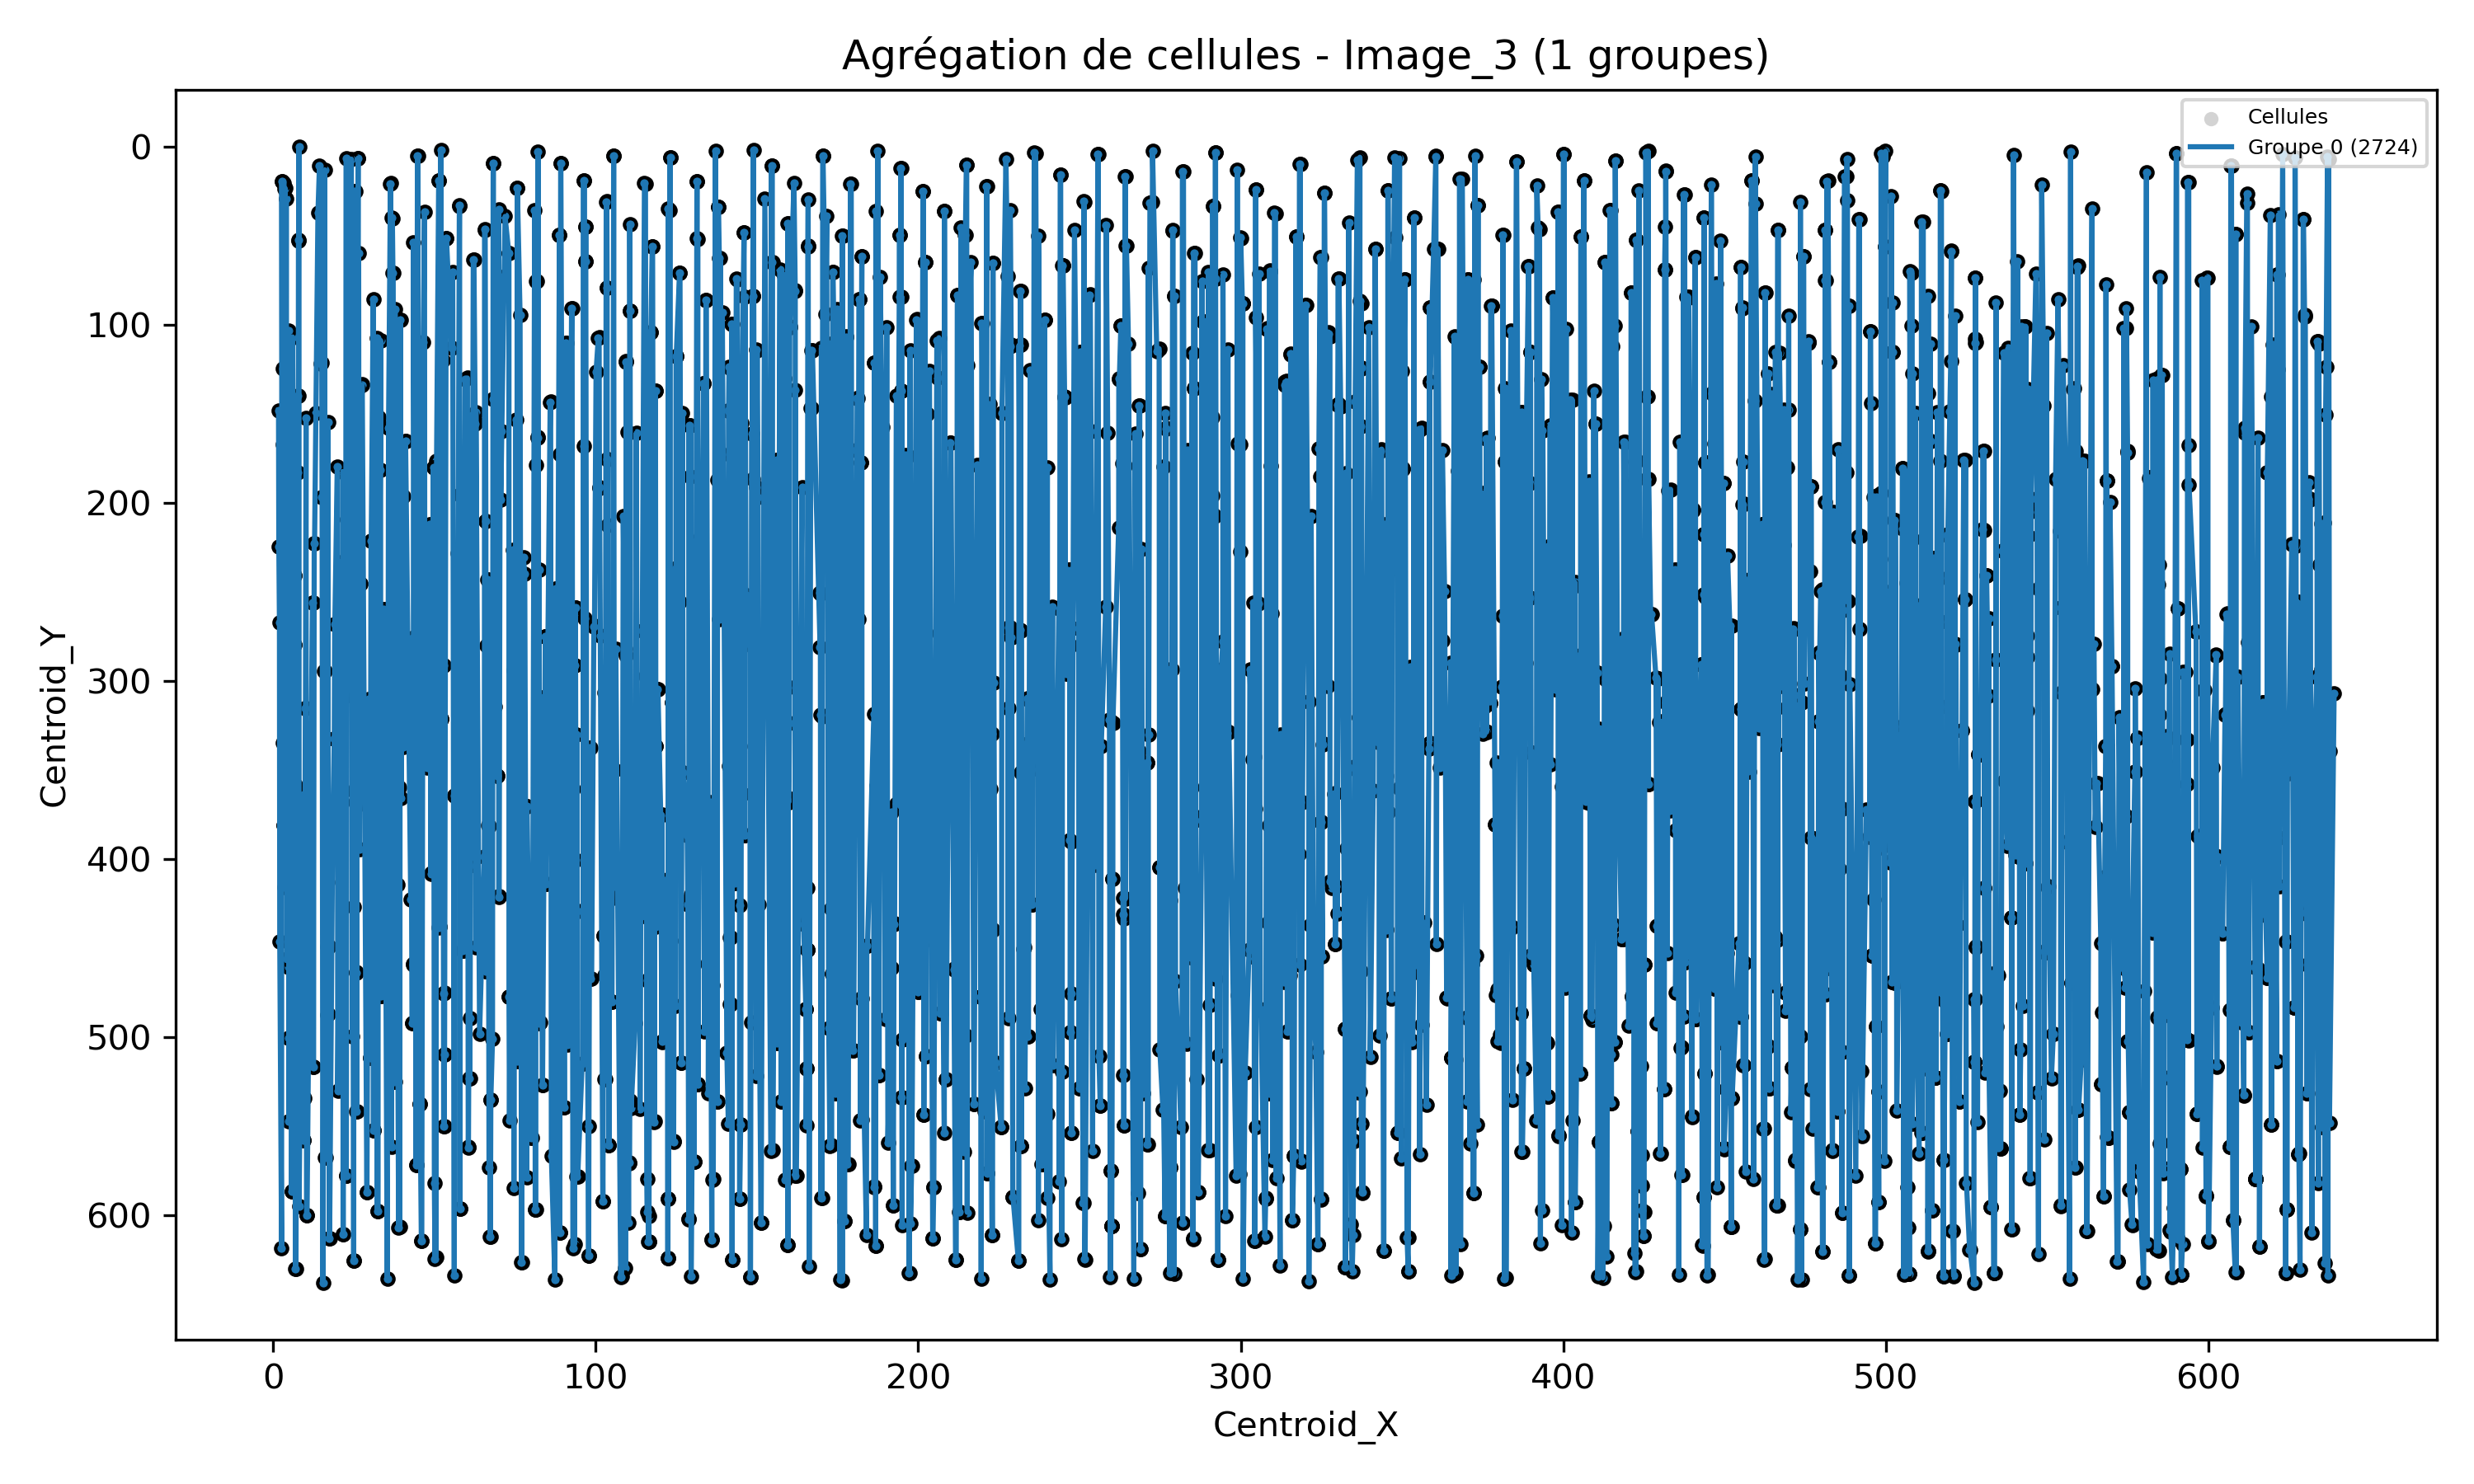 Agrégation de cellules - Image_3 (1 groupes)
Cellules
Groupe 0 (2724)
Centroid_Y
0
100
200
300
400
500
600
0 100 200 300 400 500 600
Centroid_X